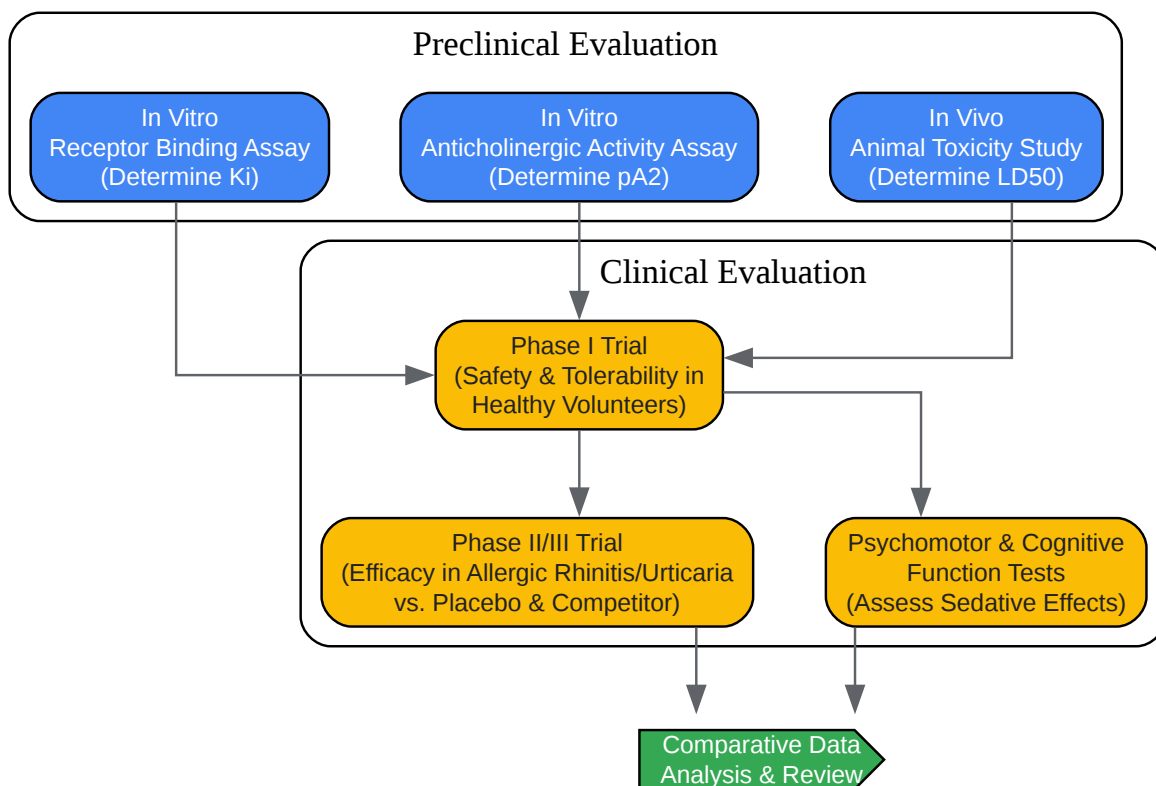 Preclinical Evaluation
In Vitro
Receptor Binding Assay
(Determine Ki)
In Vitro
Anticholinergic Activity Assay
(Determine pA2)
In Vivo
Animal Toxicity Study
(Determine LD50)
Clinical Evaluation
Phase I Trial
(Safety & Tolerability in
Healthy Volunteers)
Phase II/III Trial
(Efficacy in Allergic Rhinitis/Urticaria
vs. Placebo & Competitor)
Psychomotor & Cognitive
Function Tests
(Assess Sedative Effects)
Comparative Data
Analysis & Review